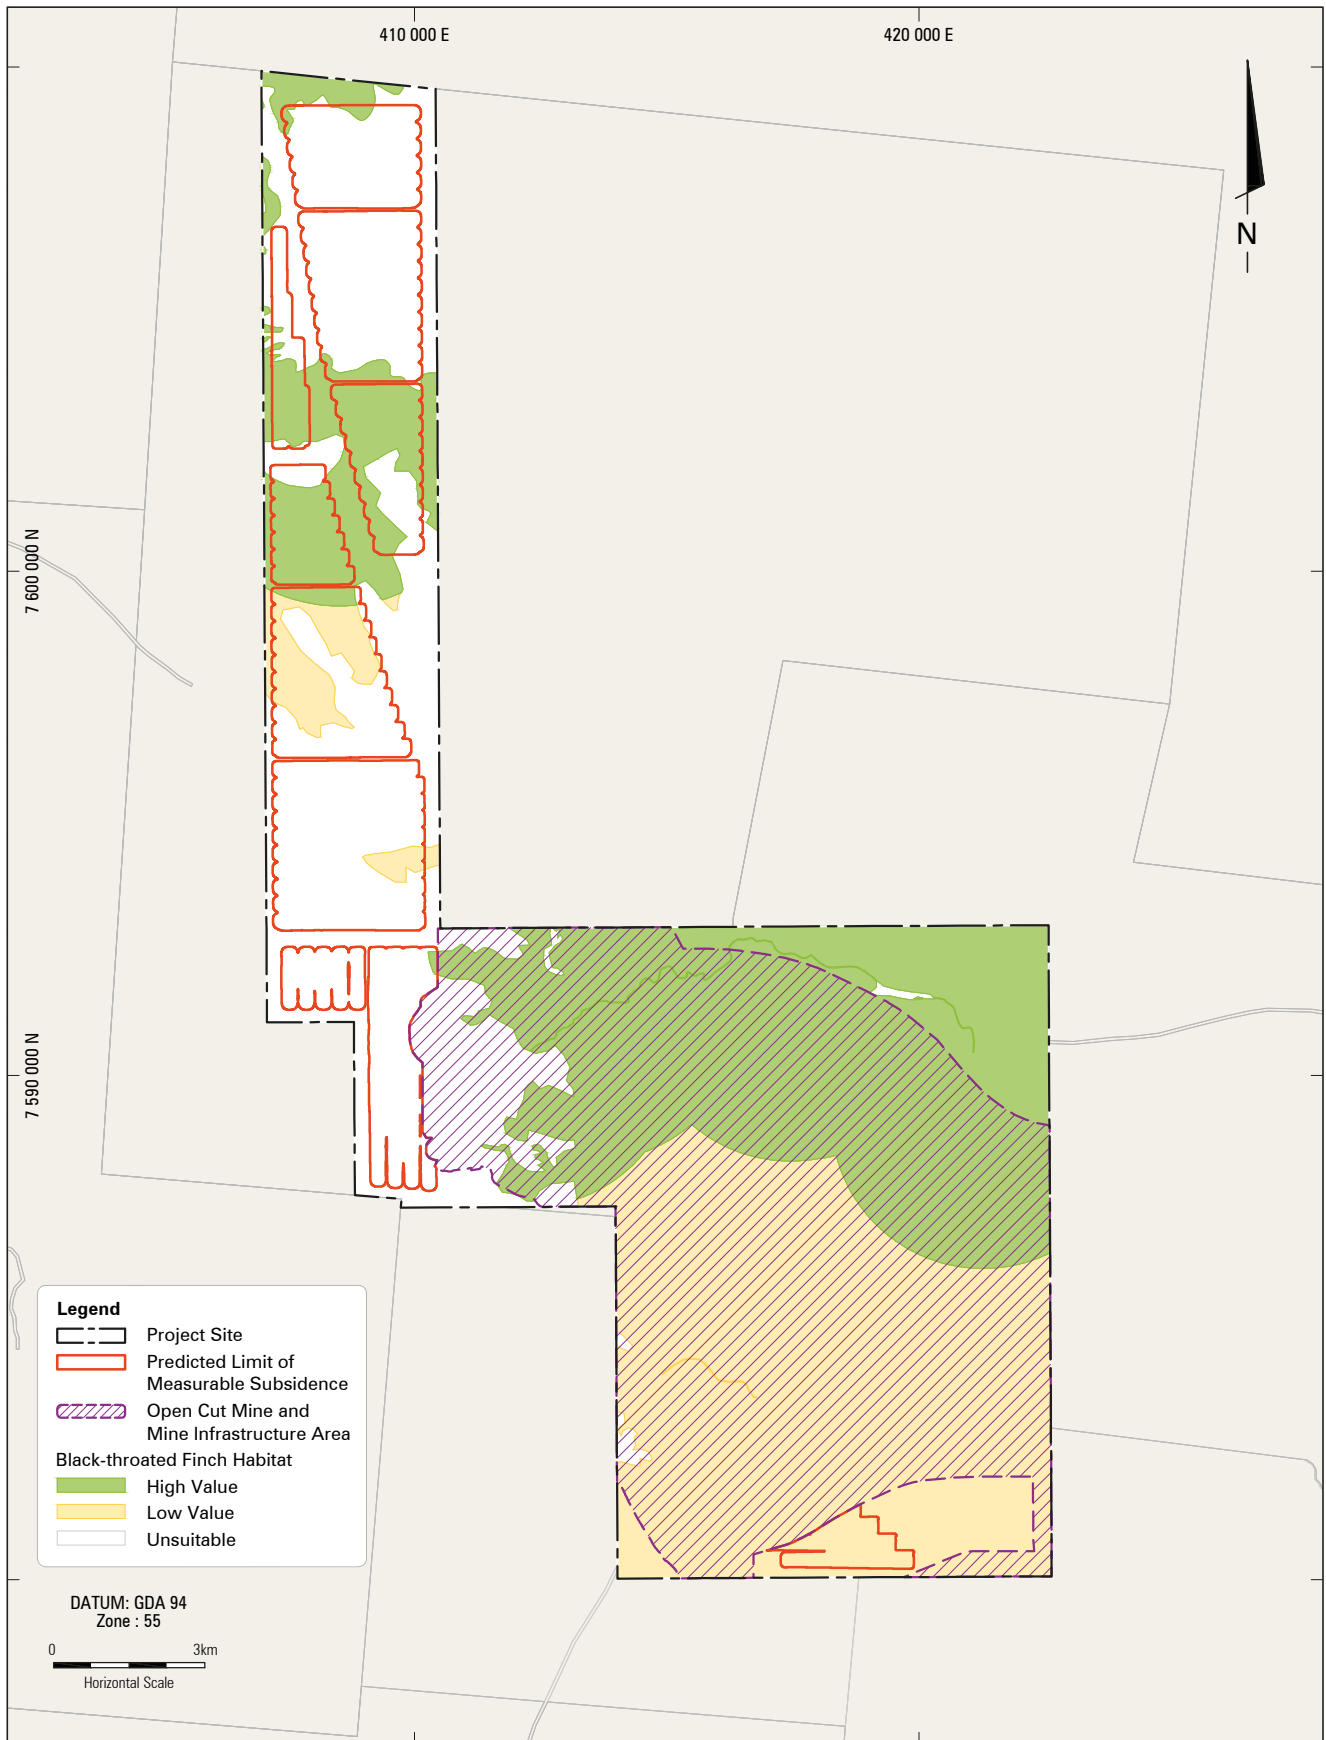 410 000 E
420 000 E
N
7 600 000 N
7 590 000 N
Legend
Project Site
Predicted Limit of
Measurable Subsidence
Open Cut Mine and
Mine Infrastructure Area
Black-throated Finch Habitat
High Value
Low Value
Unsuitable
DATUM: GDA 94
Zone : 55
0 3km
Horizontal Scale